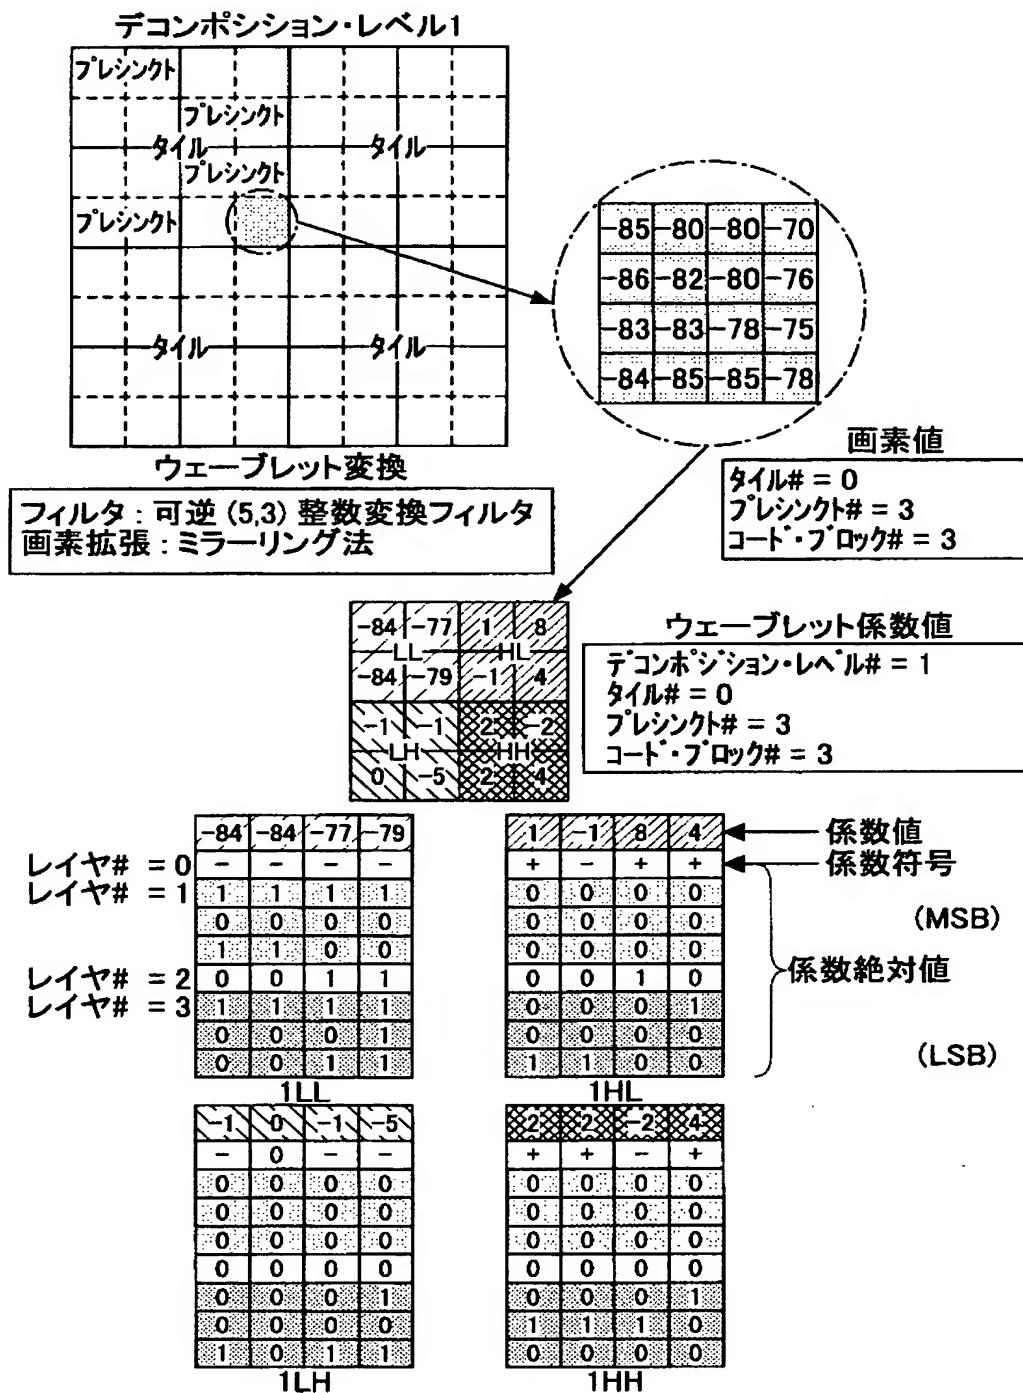 デコンポジション・レベル1
プレシンクト
プレシンクト
タイル タイル
プレシンクト
プレシンクト
タイル タイル
ウェーブレット変換
-85 -80 -80 -70
-86 -82 -80 -76
-83 -83 -78 -75
-84 -85 -85 -78
画素値
タイル# = 0
プレシンクト# = 3
コード・ブロック# = 3
フィルタ : 可逆 (5,3) 整数変換フィルタ
画素拡張 : ミラーリング法
-84 -77 1 8
LL HL
-84 -79 -1 4
-1 -1 2 -2
LH HH
0 -5 2 4
ウェーブレット係数値
デコンポジション・レベル# = 1
タイル# = 0
プレシンクト# = 3
コード・ブロック# = 3
-84 -84 -77 -79
レイヤ# = 0 - - - -
レイヤ# = 1 1 1 1 1
0 0 0 0
1 1 0 0
レイヤ# = 2 0 0 1 1
レイヤ# = 3 1 1 1 1
0 0 0 1
0 0 1 1
1LL
1 -1 8 4 係数値
+ - + + 係数符号
0 0 0 0
0 0 0 0 (MSB)
0 0 0 0
0 0 1 0 係数絶対値
0 0 0 1
0 0 0 0
1 1 0 0 (LSB)
1HL
-1 0 -1 -5
- 0 - -
0 0 0 0
0 0 0 0
0 0 0 0
0 0 0 0
0 0 0 1
0 0 0 0
1 0 1 1
1LH
2 2 -2 4
+ + - +
0 0 0 0
0 0 0 0
0 0 0 0
0 0 0 0
0 0 0 1
1 1 1 0
0 0 0 0
1HH